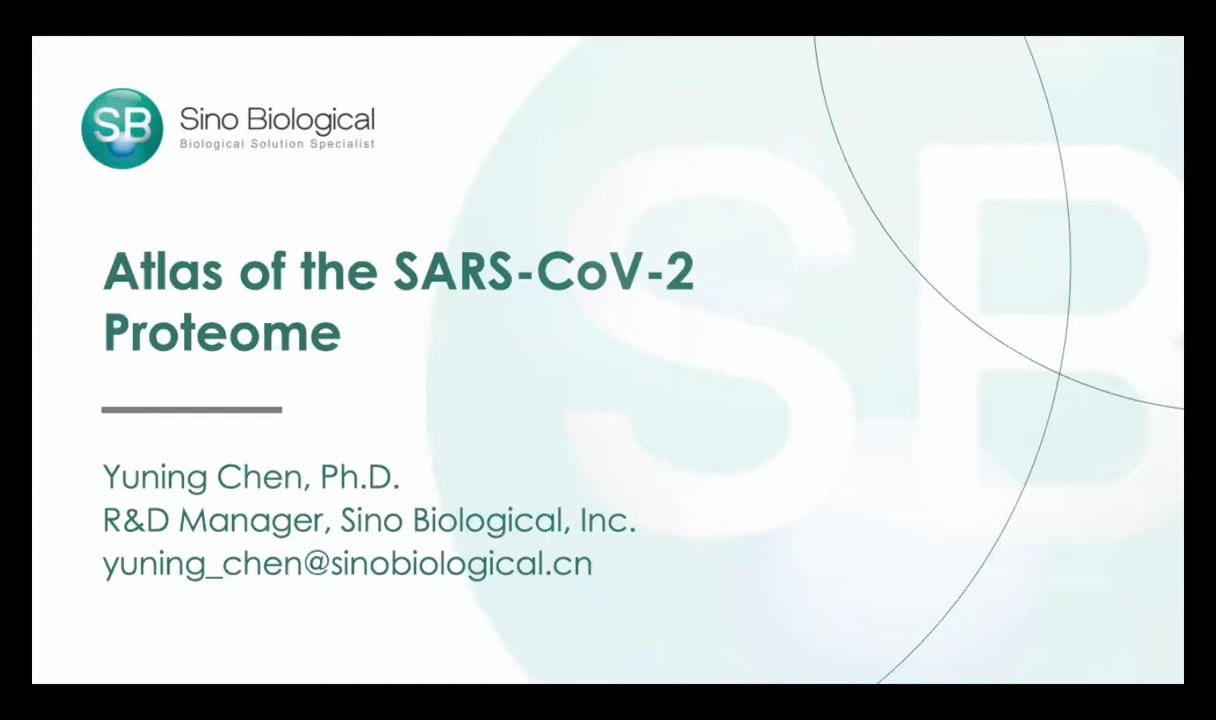 SB
Sino Biological
Biological Solution Specialist
Atlas of the SARS-CoV-2
Proteome
Yuning Chen, Ph.D.
R&D Manager, Sino Biological, Inc.
yuning_chen@sinobiological.cn
SB